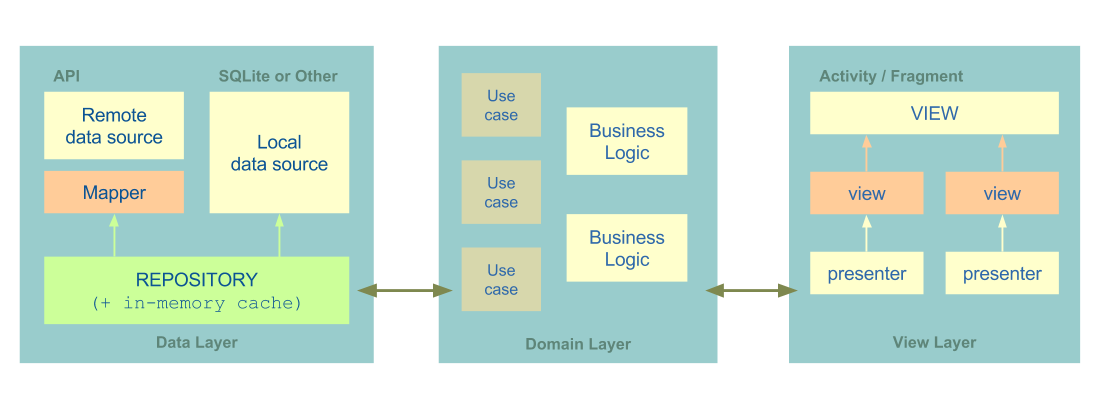 API
SQLite or Other
Remote
data source
Local
data source
Mapper
REPOSITORY
(+ in-memory cache)
Data Layer
Use
case
Use
case
Use
case
Business
Logic
Business
Logic
Domain Layer
Activity / Fragment
VIEW
view
view
presenter
presenter
View Layer